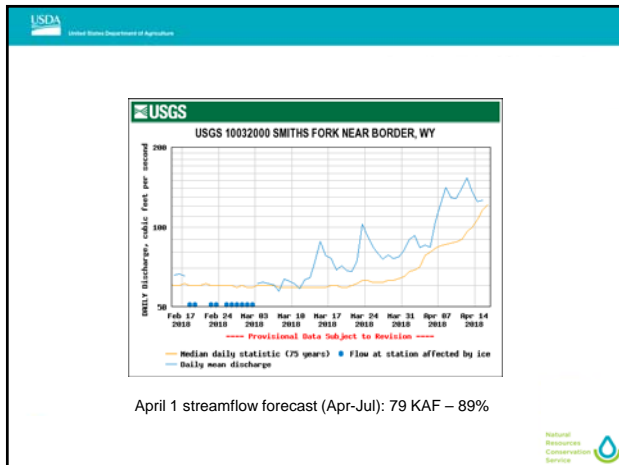 USDA
United States Department of Agriculture
USGS
USGS 10032000 SMITHS FORK NEAR BORDER, WY
DAILY Discharge, cubic feet per second
200
100
50
Feb 17 Feb 24 Mar 03 Mar 10 Mar 17 Mar 24 Mar 31 Apr 07 Apr 14
2018 2018 2018 2018 2018 2018 2018 2018 2018
---- Provisional Data Subject to Revision ----
Median daily statistic (75 years) Flow at station affected by ice
Daily mean discharge
April 1 streamflow forecast (Apr-Jul): 79 KAF – 89%
Natural
Resources
Conservation
Service